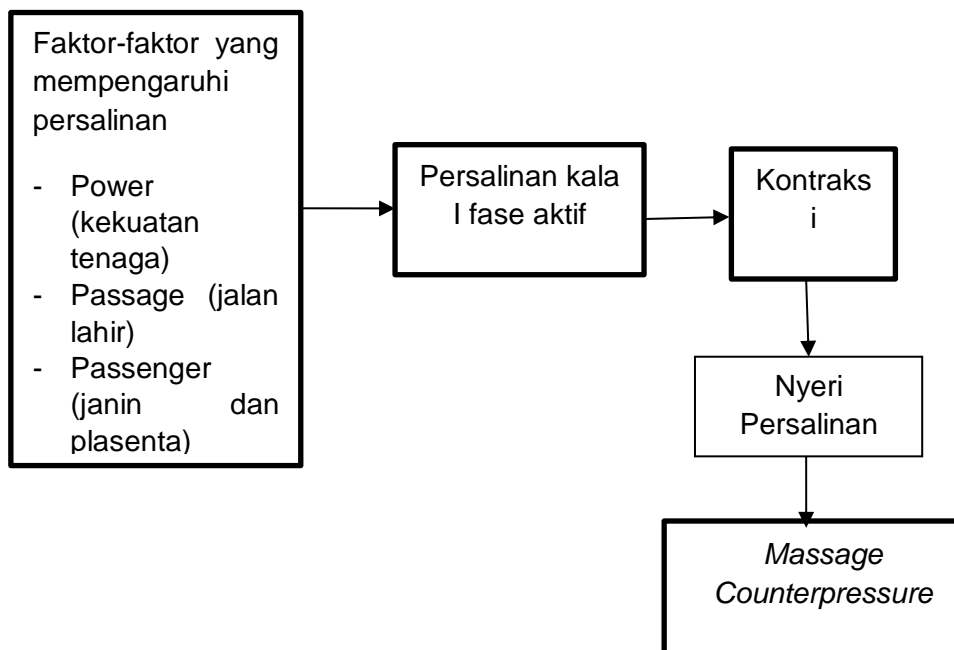 Faktor-faktor yang
mempengaruhi
persalinan
- Power
(kekuatan
tenaga)
- Passage (jalan
lahir)
- Passenger
(janin dan
plasenta)
Persalinan kala
I fase aktif
Kontraks
i
Nyeri
Persalinan
Massage
Counterpressure